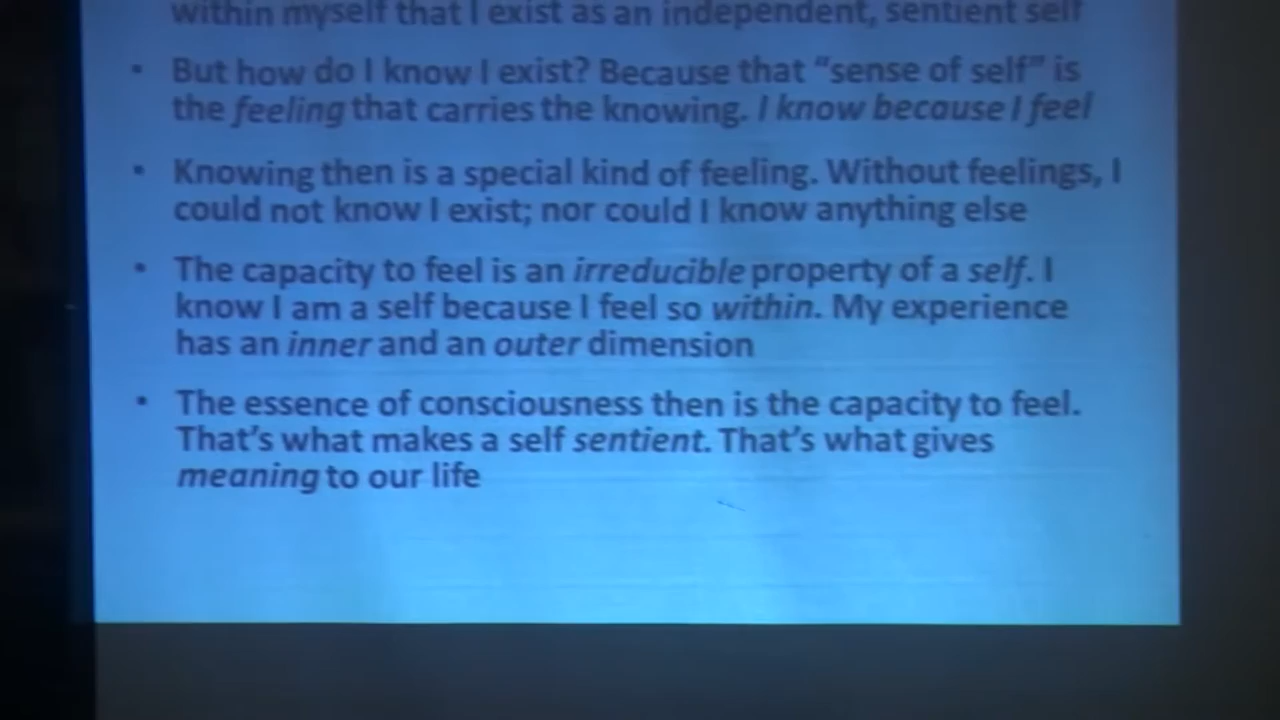 within myself that I exist as an independent, sentient self
• But how do I know I exist? Because that “sense of self” is
the feeling that carries the knowing. I know because I feel
• Knowing then is a special kind of feeling. Without feelings, I
could not know I exist; nor could I know anything else
• The capacity to feel is an irreducible property of a self. I
know I am a self because I feel so within. My experience
has an inner and an outer dimension
• The essence of consciousness then is the capacity to feel.
That’s what makes a self sentient. That’s what gives
meaning to our life